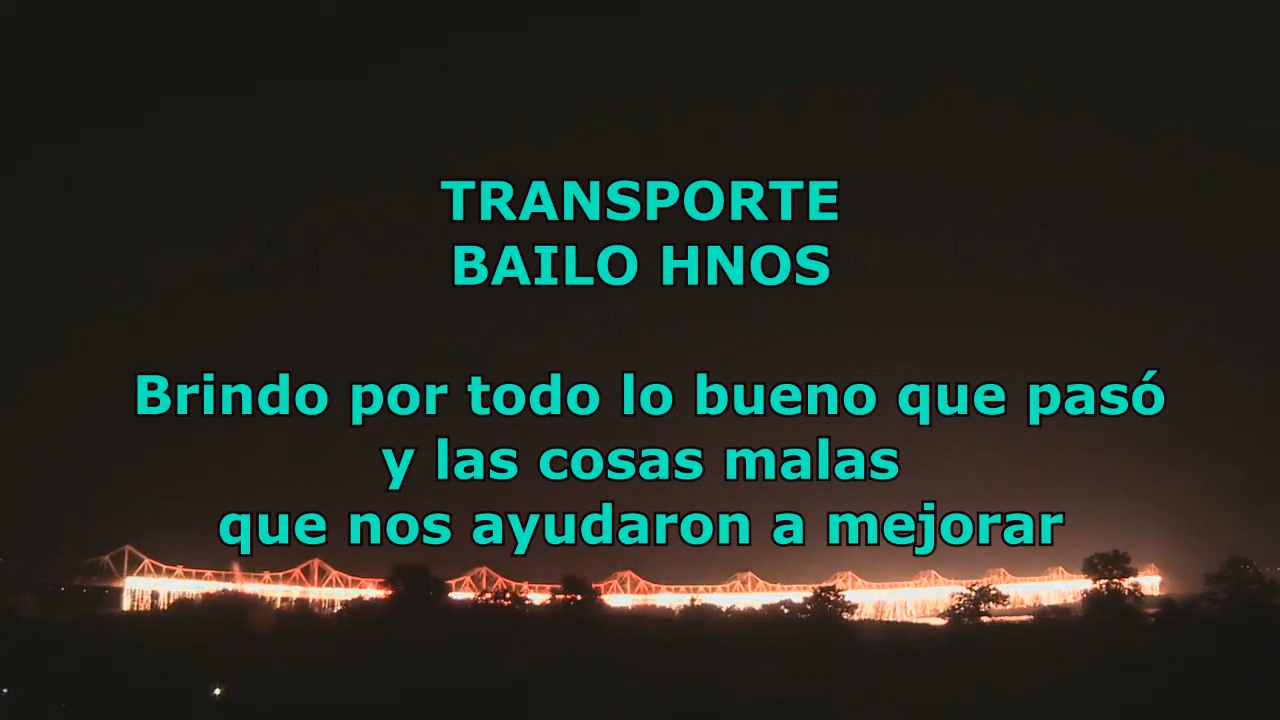 TRANSPORTE
BAILO HNOS
Brindo por todo lo bueno que pasó
y las cosas malas
que nos ayudaron a mejorar